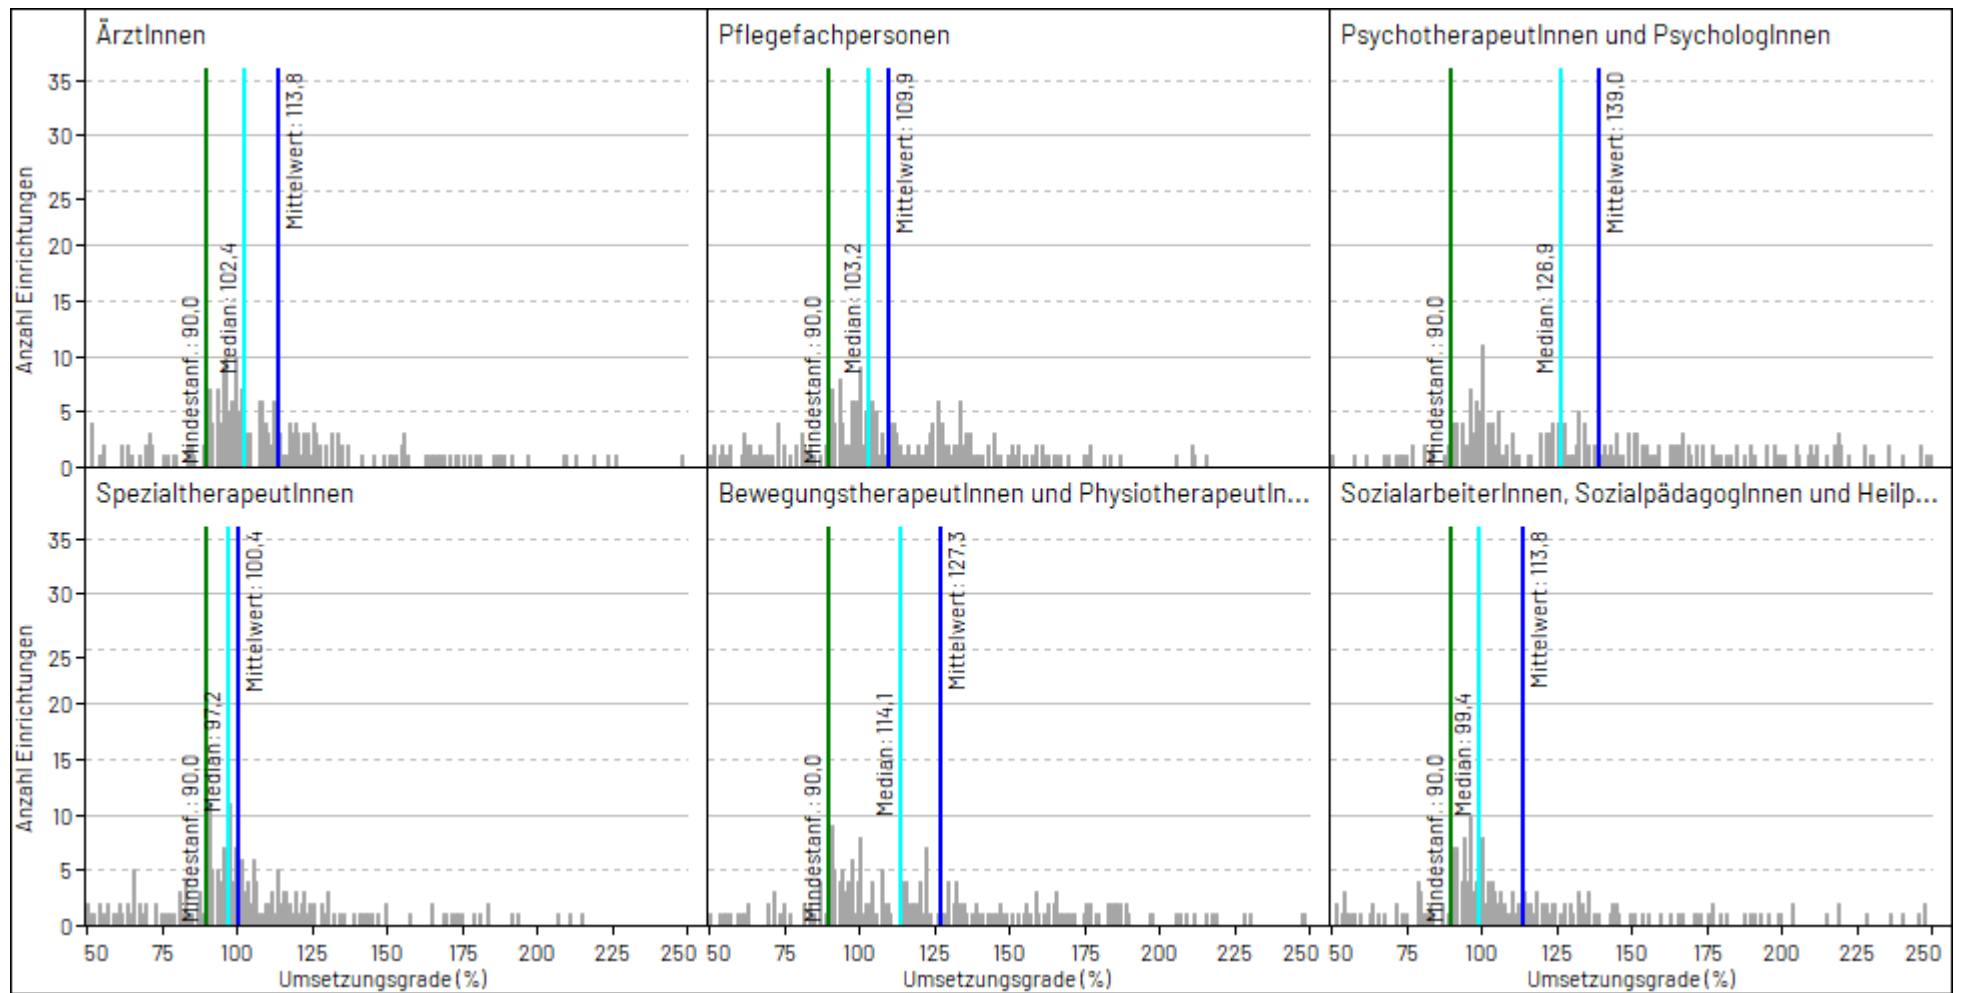 ÄrztInnen
Anzahl Einrichtungen
35
30
25
20
15
10
5
0
Mindestanf.: 90,0
Median: 102,4
Mittelwert: 113,8
Pflegefachpersonen
Mindestanf.: 90,0
Median: 103,2
Mittelwert: 109,9
PsychotherapeutInnen und PsychologInnen
Mindestanf.: 90,0
Median: 126,9
Mittelwert: 139,0
SpezialtherapeutInnen
Anzahl Einrichtungen
35
30
25
20
15
10
5
0
Mindestanf.: 90,0
Median: 97,2
Mittelwert: 100,4
50 75 100 125 150 175 200 225 250
Umsetzungsgrade (%)
BewegungstherapeutInnen und PhysiotherapeutIn...
Mindestanf.: 90,0
Median: 114,1
Mittelwert: 127,3
50 75 100 125 150 175 200 225 250
Umsetzungsgrade (%)
SozialarbeiterInnen, SozialpädagogInnen und Heilp...
Mindestanf.: 90,0
Median: 99,4
Mittelwert: 113,8
50 75 100 125 150 175 200 225 250
Umsetzungsgrade (%)